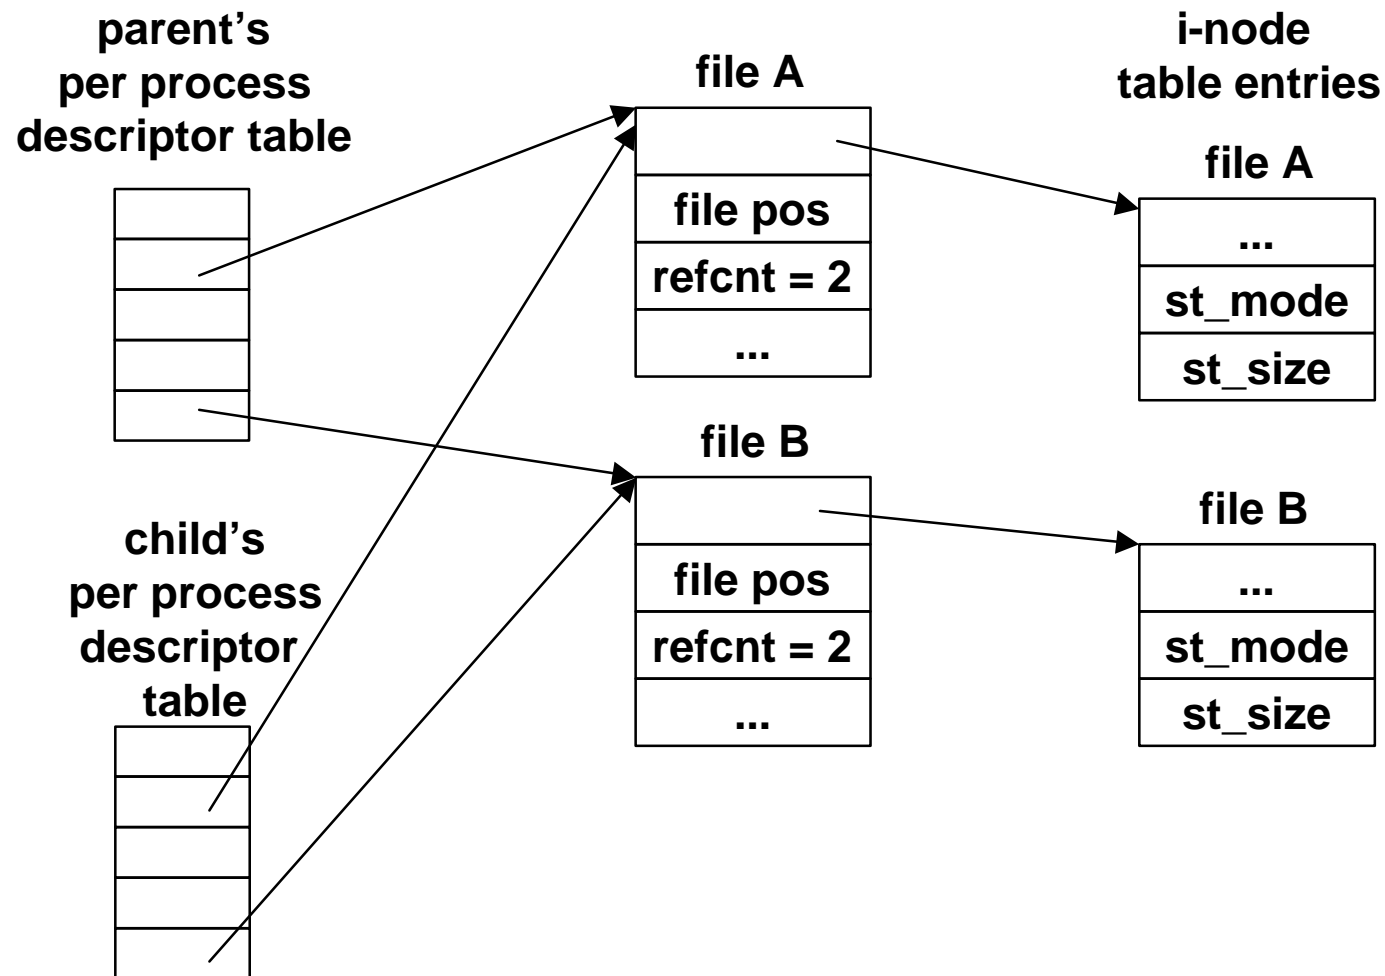 parent’s
per process
descriptor table
file A
file pos
refcnt = 2
...
i-node
table entries
file A
...
st_mode
st_size
child’s
per process
descriptor
table
file B
file pos
refcnt = 2
...
file B
...
st_mode
st_size